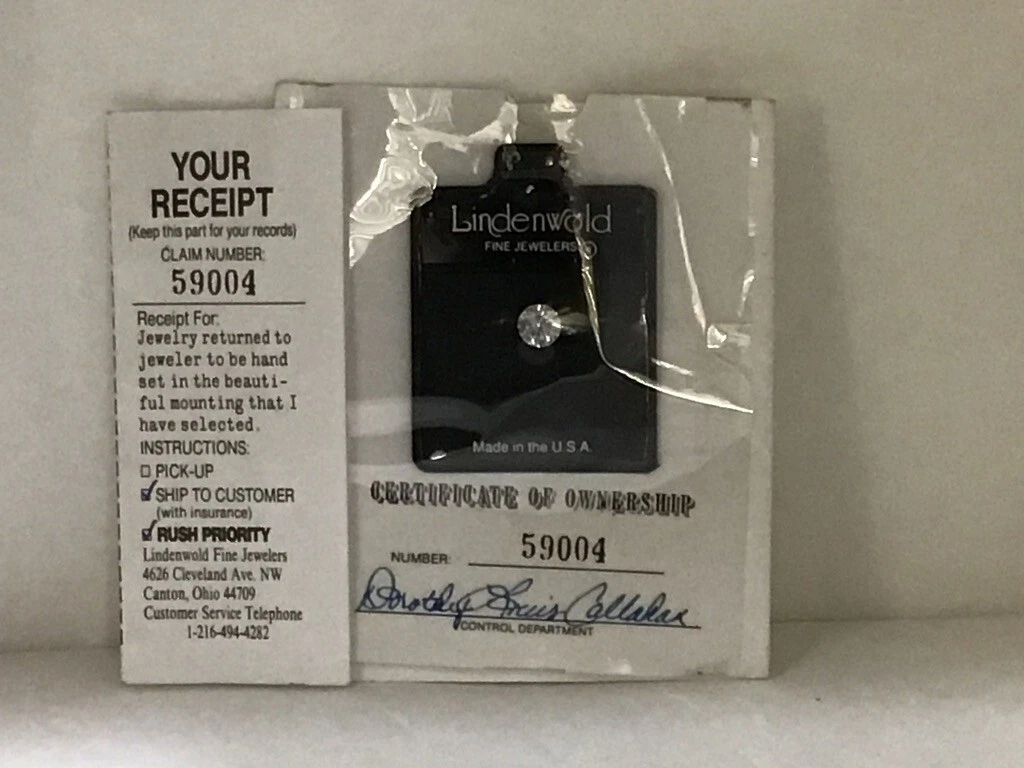 YOUR
RECEIPT
(Keep this part for your records)
CLAIM NUMBER:
59004
Receipt For:
Jewelry returned to
jeweler to be hand
set in the beauti-
ful mounting that I
have selected.
INSTRUCTIONS:
PICK-UP
SHIP TO CUSTOMER
(with insurance)
RUSH PRIORITY
Lindenwold Fine Jewelers
4626 Cleveland Ave. NW
Canton, Ohio 44709
Customer Service Telephone
1-216-494-4282
Lindenwold
FINE JEWELERS®
Made in the U.S.A.
CERTIFICATE OF OWNERSHIP
NUMBER: 59004
Dorothy Louis Callahan
CONTROL DEPARTMENT